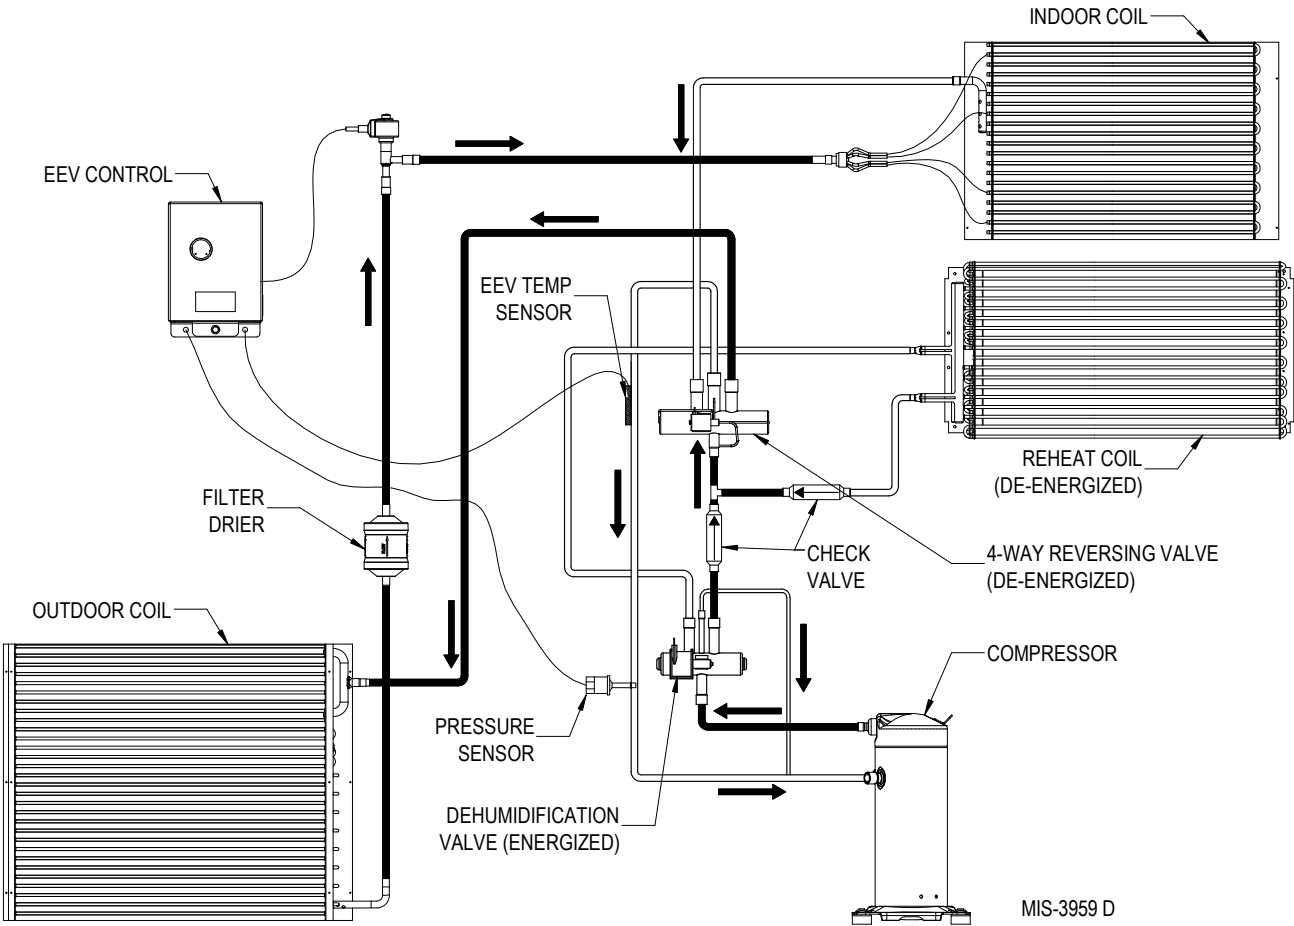 INDOOR COIL
EEV CONTROL
EEV TEMP
SENSOR
FILTER
DRIER
REHEAT COIL
(DE-ENERGIZED)
CHECK
VALVE
4-WAY REVERSING VALVE
(DE-ENERGIZED)
OUTDOOR COIL
COMPRESSOR
PRESSURE
SENSOR
DEHUMIDIFICATION
VALVE (ENERGIZED)
MIS-3959 D